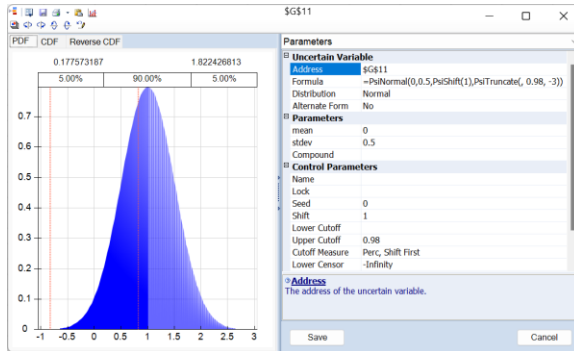 $G$11
PDF CDF Reverse CDF
0.177573187 1.822426813
5.00% 90.00% 5.00%
0.7
0.6
0.5
0.4
0.3
0.2
0.1
0
-1 -0.5 0 0.5 1 1.5 2 2.5 3
Parameters
Uncertain Variable
Address $G$11
Formula =PsiNormal(0,0.5,PsiShift(1),PsiTruncate(, 0.98, -3))
Distribution Normal
Alternate Form No
Parameters
mean 0
stdev 0.5
Compound
Control Parameters
Name
Lock
Seed 0
Shift 1
Lower Cutoff
Upper Cutoff 0.98
Cutoff Measure Perc, Shift First
Lower Censor -Infinity
Address
The address of the uncertain variable.
Save Cancel